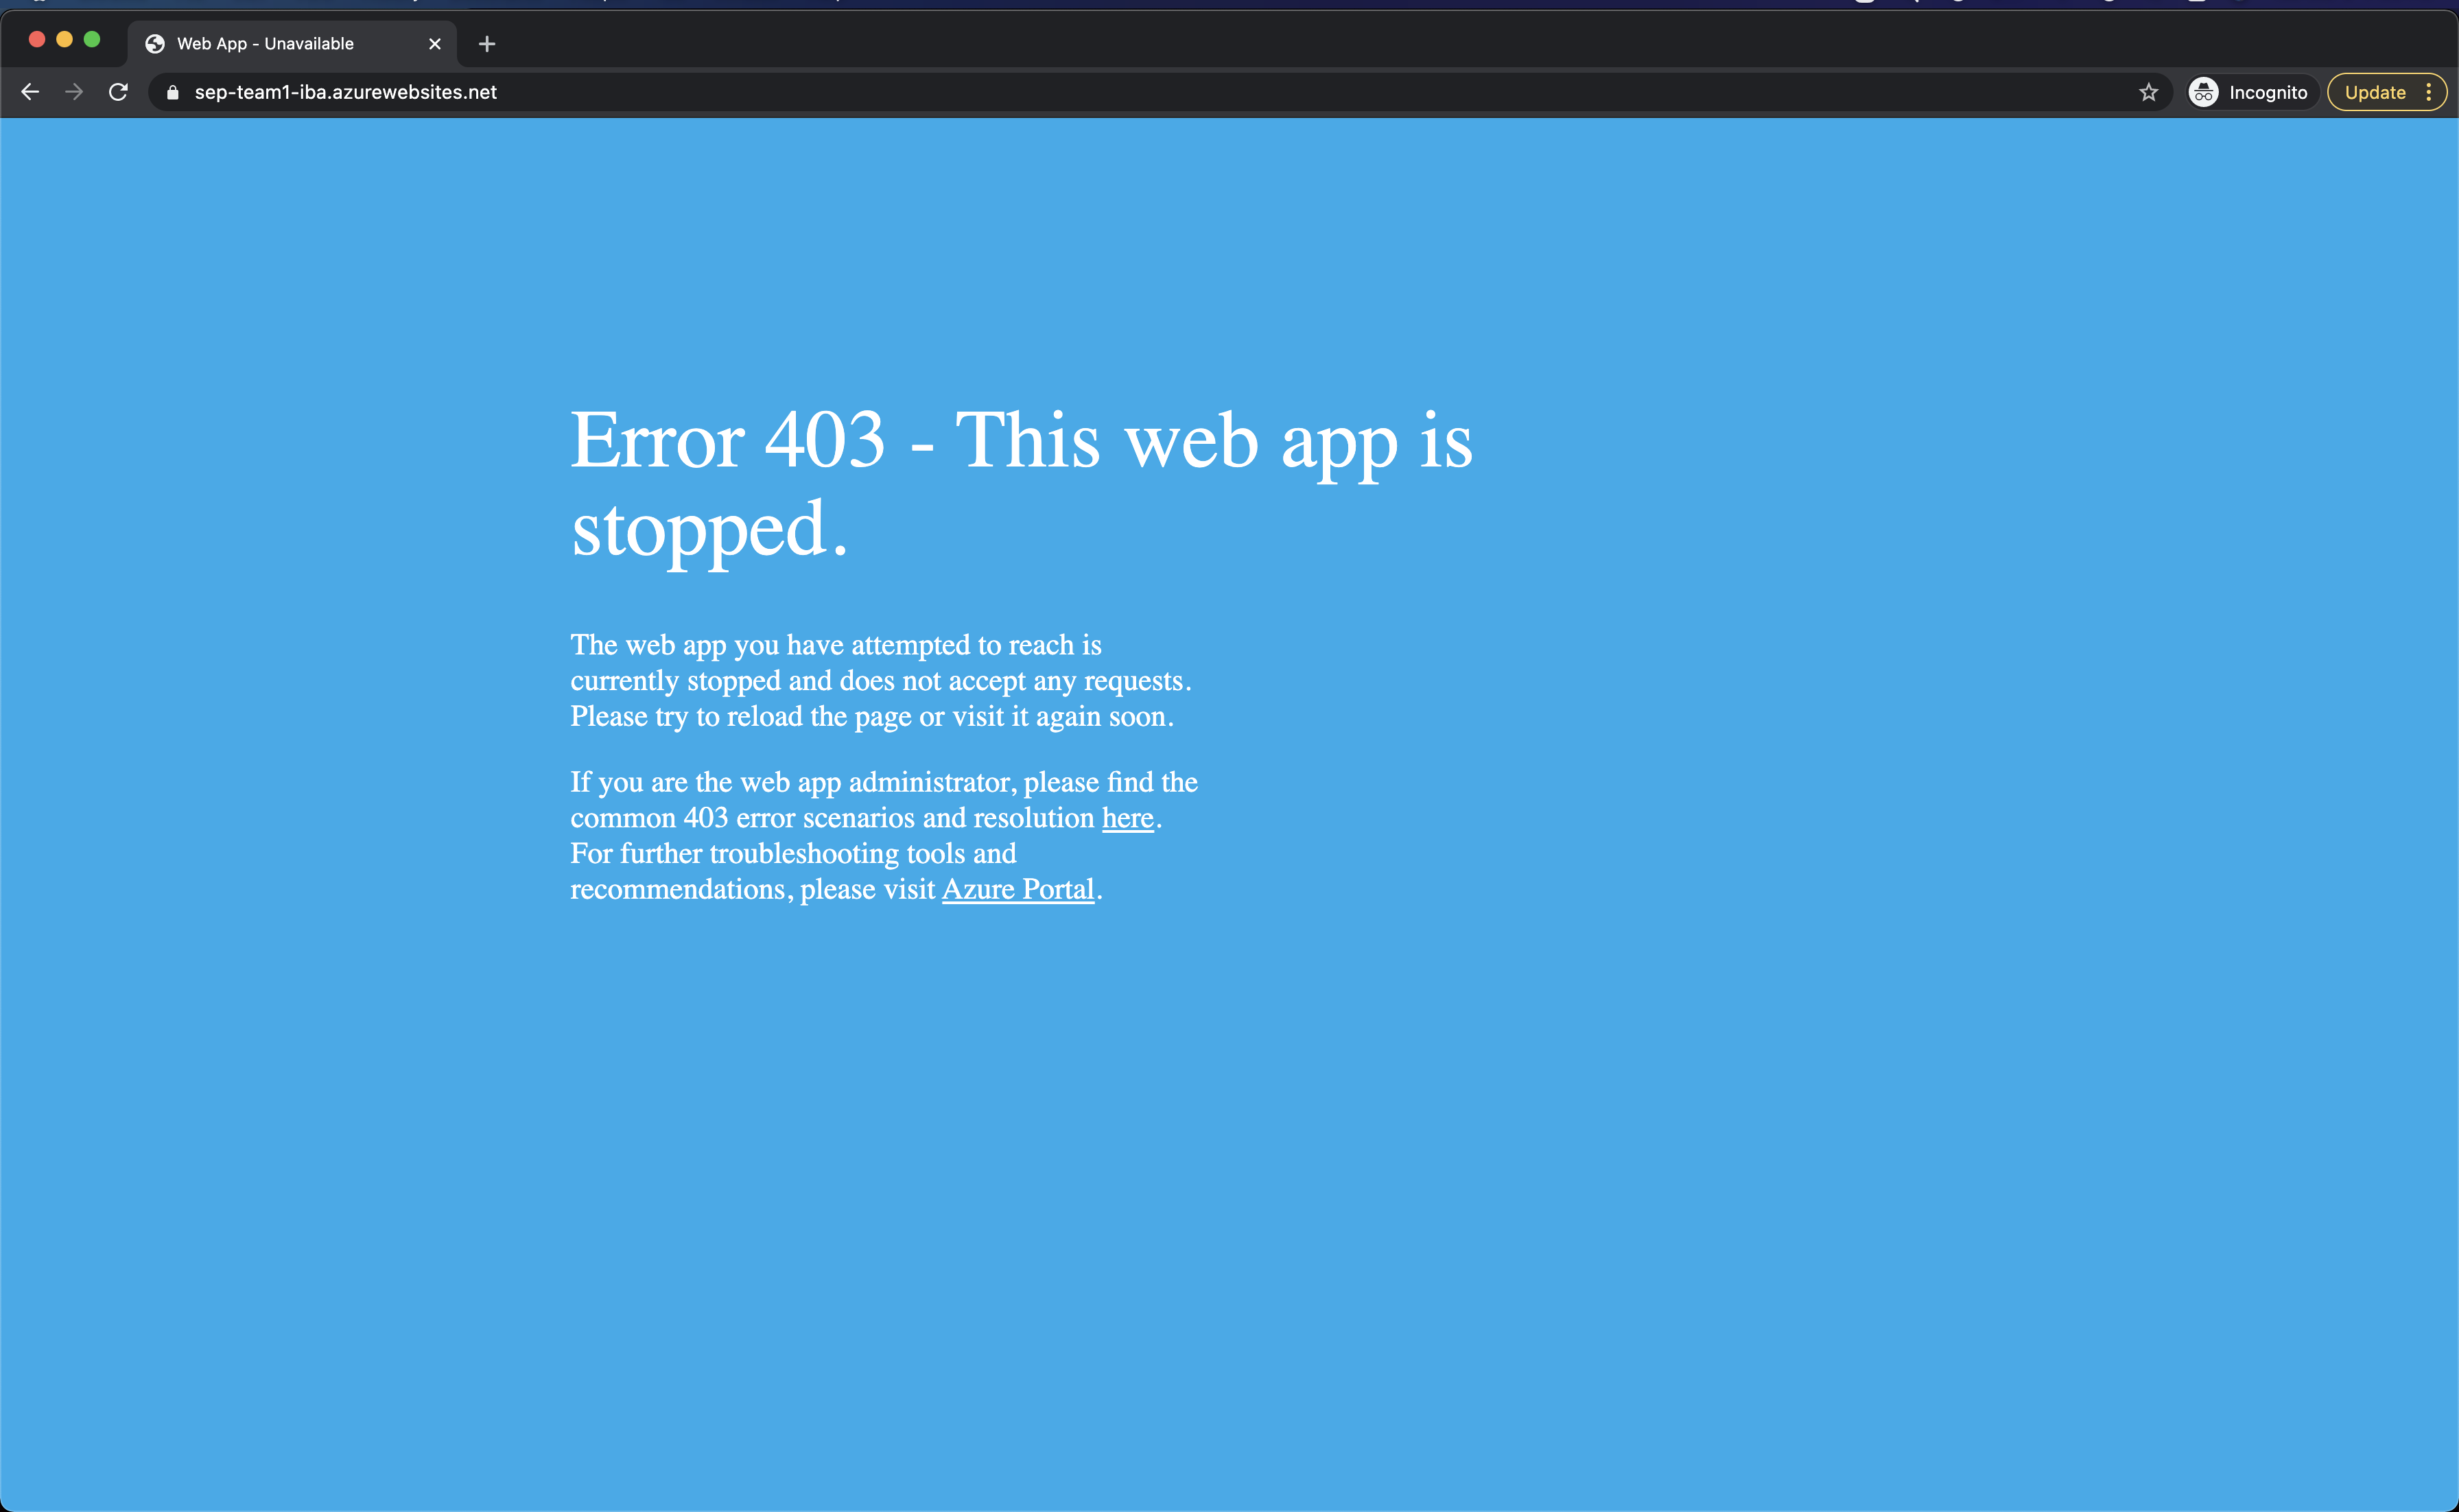 Web App - Unavailable
sep-team1-iba.azurewebsites.net
Incognito
Update
Error 403 - This web app is
stopped.
The web app you have attempted to reach is
currently stopped and does not accept any requests.
Please try to reload the page or visit it again soon.
If you are the web app administrator, please find the
common 403 error scenarios and resolution here.
For further troubleshooting tools and
recommendations, please visit Azure Portal.